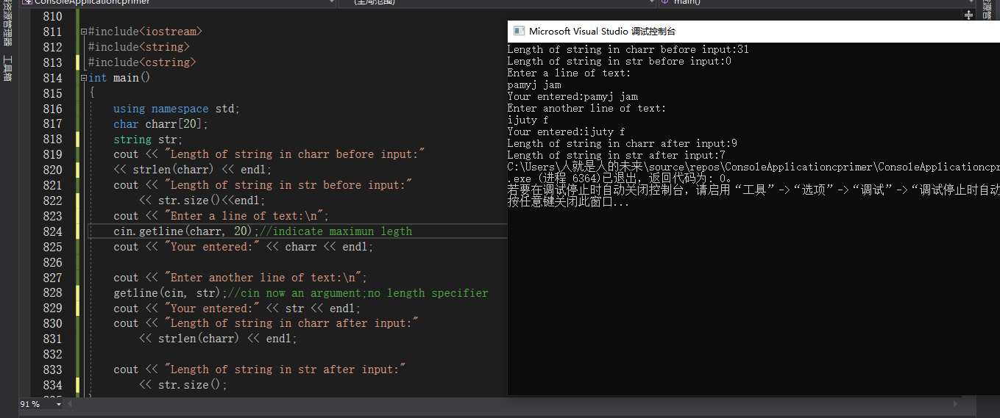 ConsoleApplicationcprimer
(全局范围)
main()
资源管理器
工具箱
810
811 #include<iostream>
812 #include<string>
813 #include<cstring>
814 int main()
815 {
816 using namespace std;
817 char charr[20];
818 string str;
819 cout << "Length of string in charr before input:"
820 << strlen(charr) << endl;
821 cout << "Length of string in str before input:"
822 << str.size()<<endl;
823 cout << "Enter a line of text:\n";
824 cin.getline(charr, 20);//indicate maximun legth
825 cout << "Your entered:" << charr << endl;
826
827 cout << "Enter another line of text:\n";
828 getline(cin, str);//cin now an argument;no length specifier
829 cout << "Your entered:" << str << endl;
830 cout << "Length of string in charr after input:"
831 << strlen(charr) << endl;
832
833 cout << "Length of string in str after input:"
834 << str.size();
91 %
Microsoft Visual Studio 调试控制台
Length of string in charr before input:31
Length of string in str before input:0
Enter a line of text:
pamyj jam
Your entered:pamyj jam
Enter another line of text:
ijuty f
Your entered:ijuty f
Length of string in charr after input:9
Length of string in str after input:7
C:\Users\人就是人的未来\source\repos\ConsoleApplicationcprimer\ConsoleApplicationcpr
.exe (进程 6364)已退出，返回代码为: 0。
若要在调试停止时自动关闭控制台，请启用“工具”->“选项”->“调试”->“调试停止时自动
按任意键关闭此窗口...